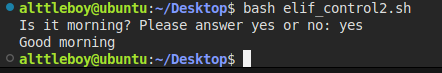 alttleboy@ubuntu:~/Desktop$ bash elif_control2.sh
Is it morning? Please answer yes or no: yes
Good morning
alttleboy@ubuntu:~/Desktop$